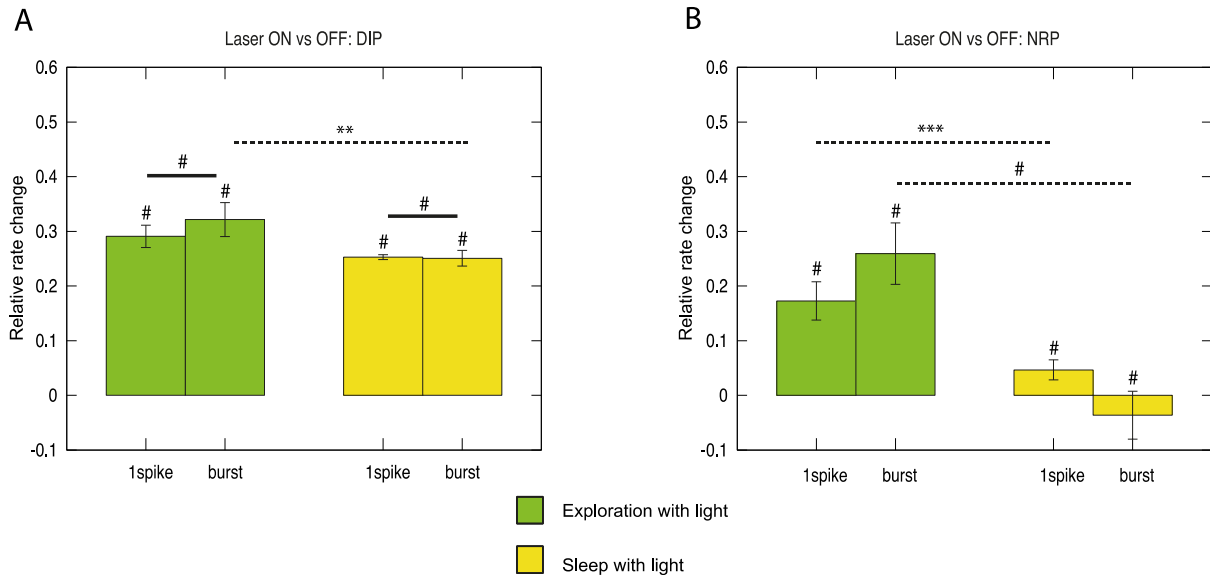 A
Laser ON vs OFF: DIP
0.6
0.5
0.4
0.3
0.2
0.1
0
-0.1
Relative rate change
**
#
#
#
#
#
#
1spike
burst
1spike
burst
B
Laser ON vs OFF: NRP
0.6
0.5
0.4
0.3
0.2
0.1
0
-0.1
Relative rate change
***
#
#
#
#
#
1spike
burst
1spike
burst
Exploration with light
Sleep with light